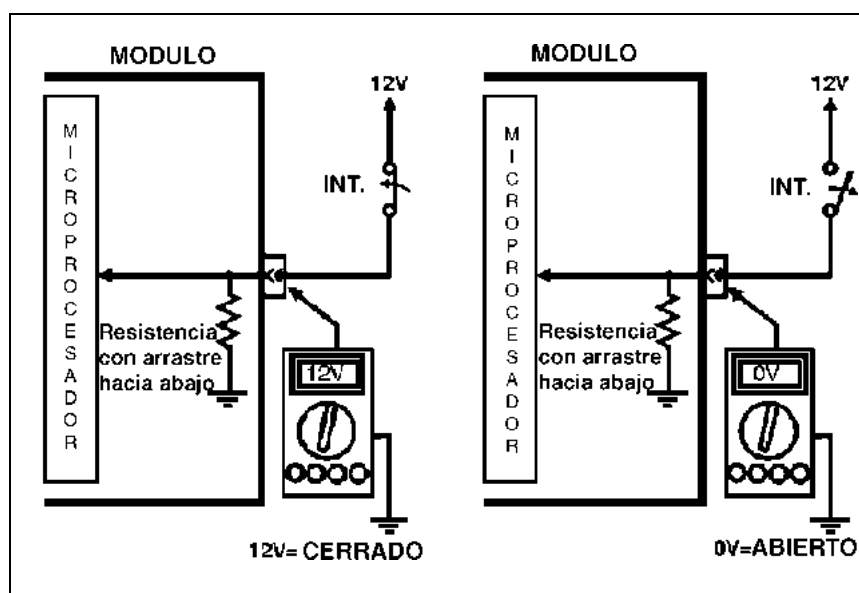 MODULO
12V
MICROPROCESADOR
INT.
Resistencia
con arrastre
hacia abajo
12V
12V= CERRADO
MODULO
12V
MICROPROCESADOR
INT.
Resistencia
con arrastre
hacia abajo
0V
0V=ABIERTO